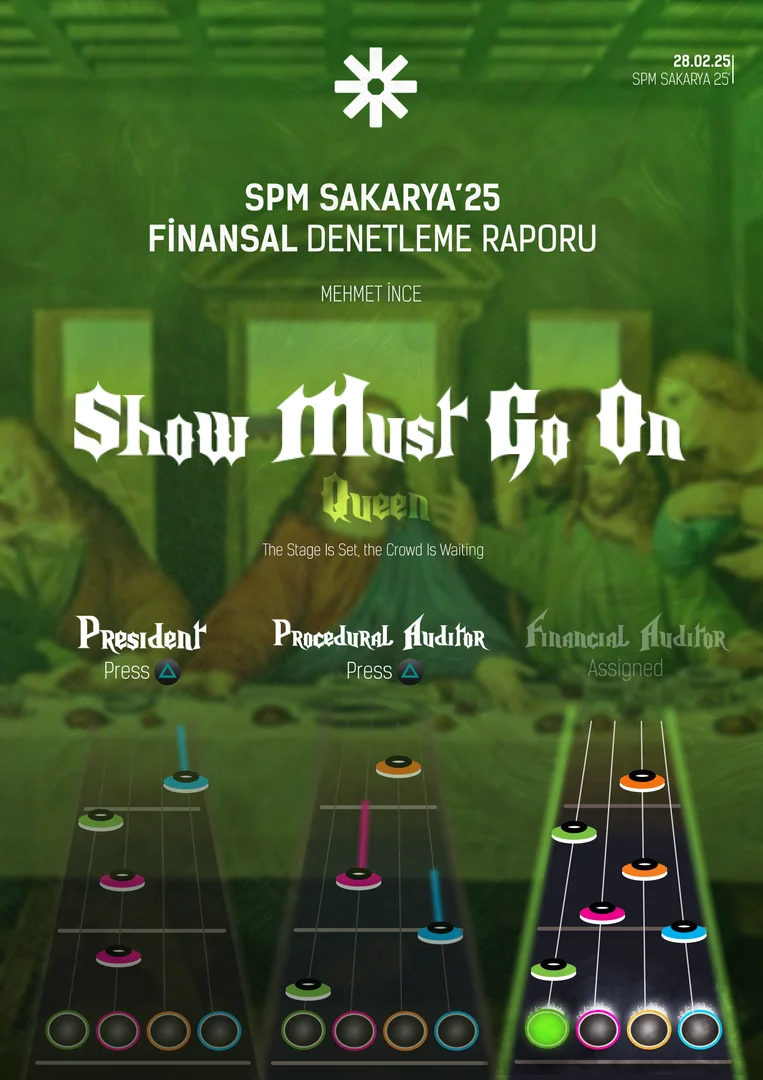 28.02.25
SPM SAKARYA 25'
SPM SAKARYA'25
FİNANSAL DENETLEME RAPORU
MEHMET İNCE
Show Must Go On
Queen
The Stage Is Set, the Crowd Is Waiting
President
Press
Procedural Auditor
Press
Financial Auditor
Assigned